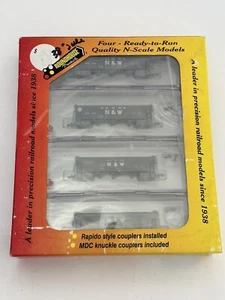 Four - Ready-to-Run
Quality N-Scale Models
A leader in precision railroad models since 1938
A leader in precision railroad models since 1938
N&W
N&W
N&W
Rapido style couplers installed
MDC knuckle couplers included